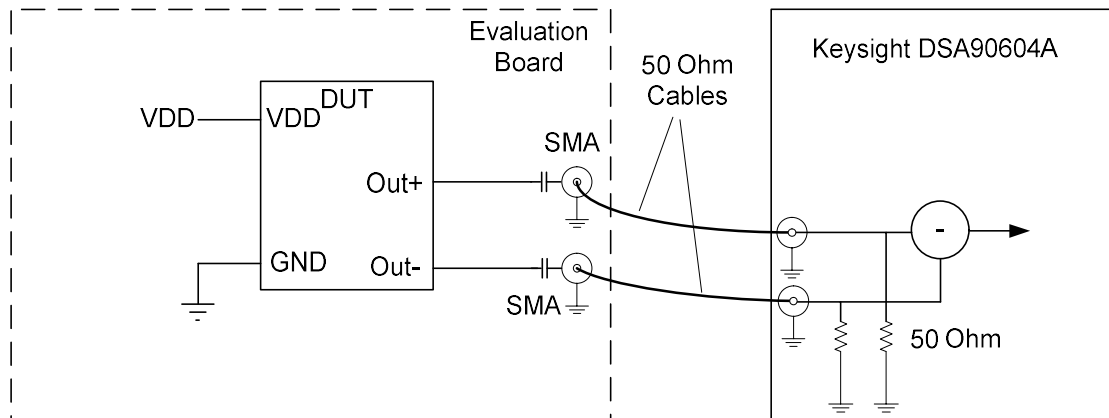 Evaluation
Board
Keysight DSA90604A
50 Ohm
Cables
DUT
VDD
VDD
SMA
Out+
GND
Out-
SMA
-
50 Ohm